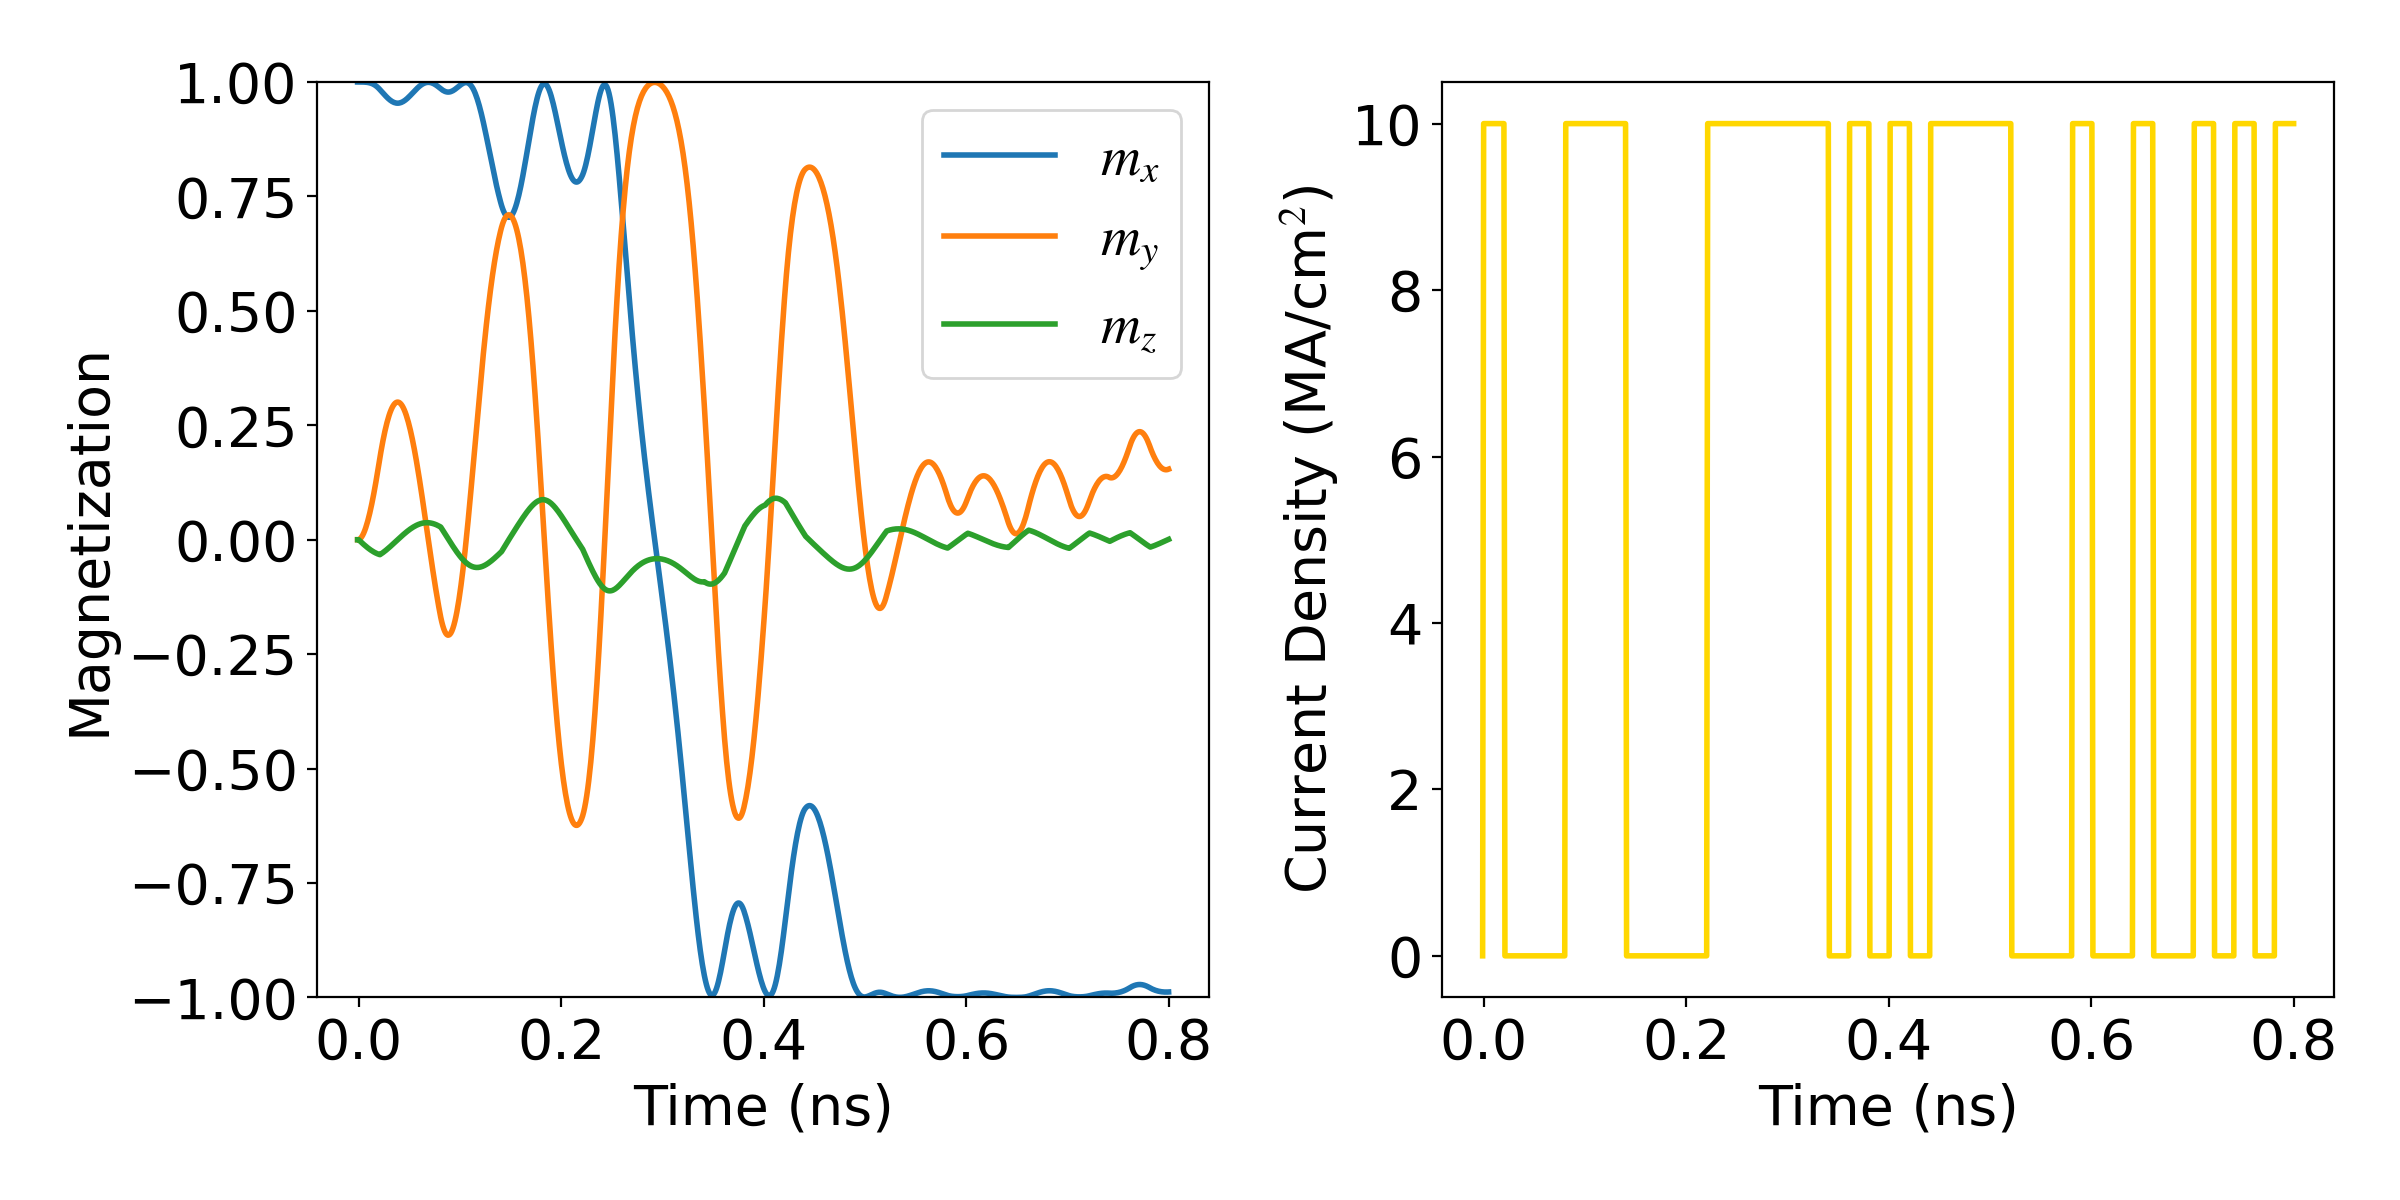 1.00
0.75
0.50
0.25
0.00
−0.25
−0.50
−0.75
−1.00
Magnetization
0.0 0.2 0.4 0.6 0.8
Time (ns)
m_x
m_y
m_z
10
8
6
4
2
0
Current Density (MA/cm²)
0.0 0.2 0.4 0.6 0.8
Time (ns)